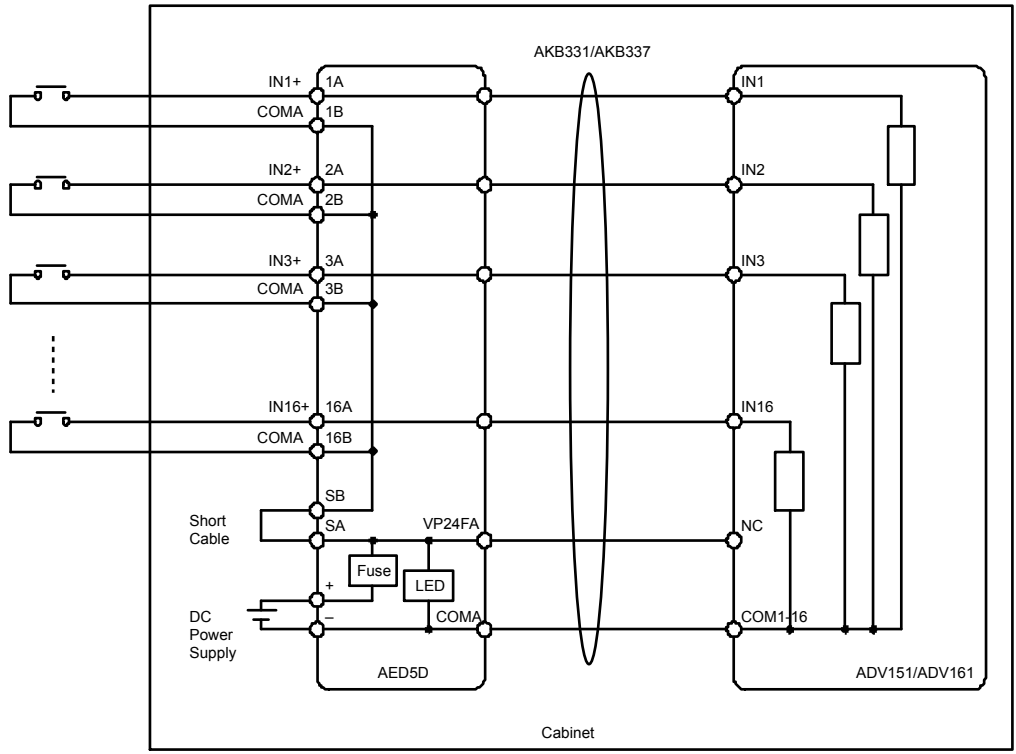 AKB331/AKB337
IN1+ 1A IN1
COMA 1B
IN2+ 2A IN2
COMA 2B
IN3+ 3A IN3
COMA 3B
IN16+ 16A IN16
COMA 16B
SB
Short
Cable
SA VP24FA NC
Fuse
LED
+
DC
Power
Supply
– COMA COM1-16
AED5D
ADV151/ADV161
Cabinet